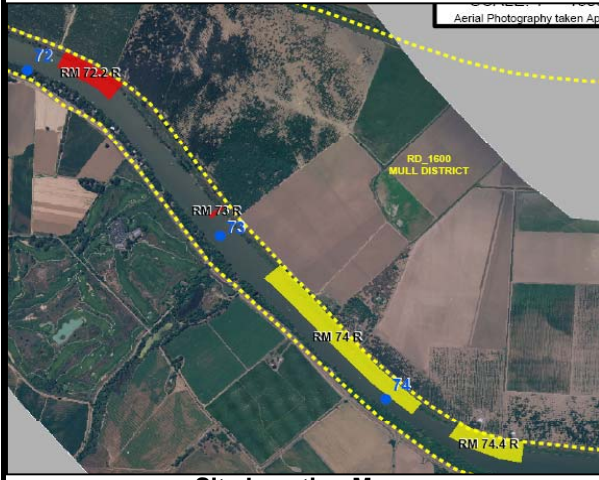 Aerial Photography taken Ap
72
RM 72.2 R
RD_1600
MULL DISTRICT
RM 73 R
73
RM 74 R
74
RM 74.4 R